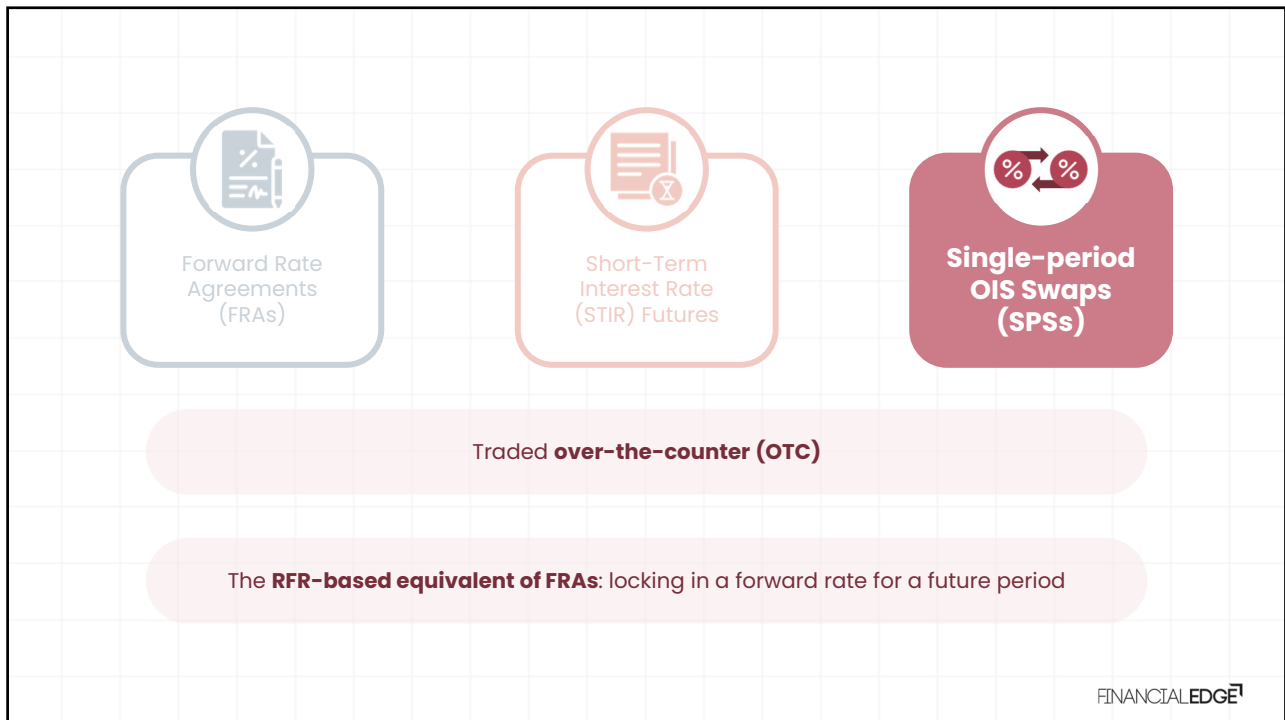 Forward Rate
Agreements
(FRAs)
Short-Term
Interest Rate
(STIR) Futures
Single-period
OIS Swaps
(SPSs)
Traded over-the-counter (OTC)
The RFR-based equivalent of FRAs: locking in a forward rate for a future period
FINANCIALEDGE